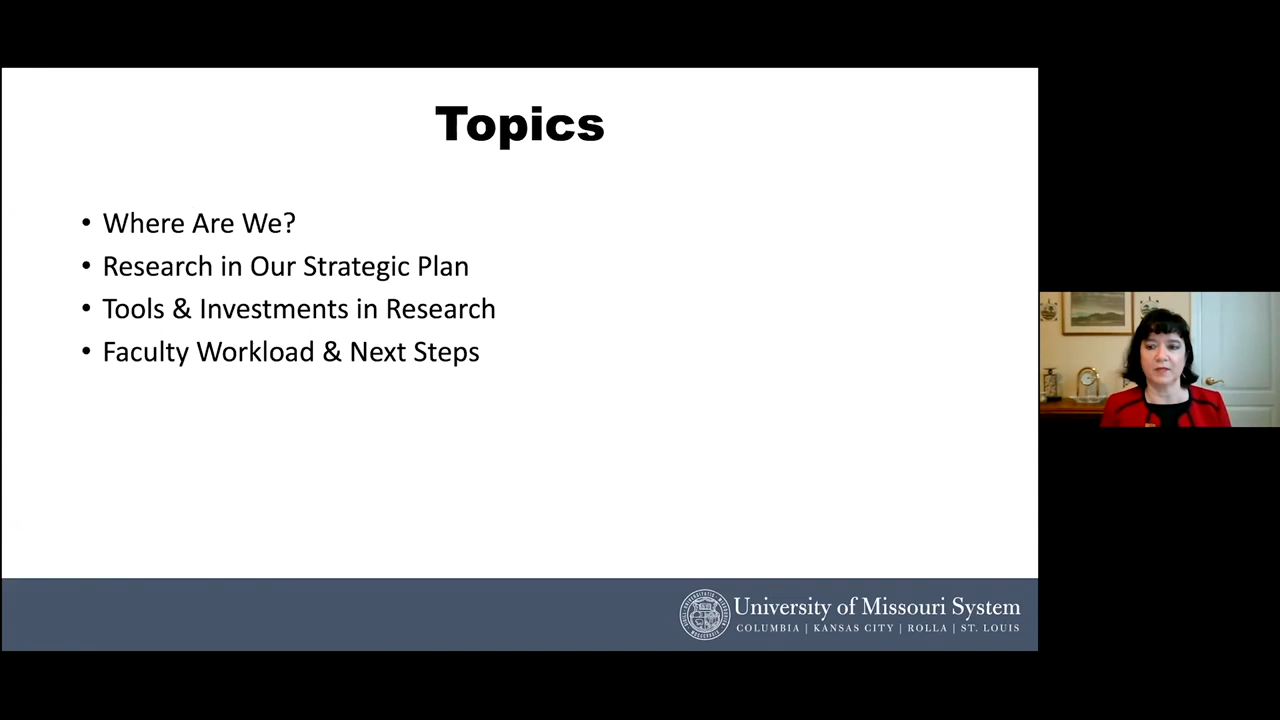 Topics
• Where Are We?
• Research in Our Strategic Plan
• Tools & Investments in Research
• Faculty Workload & Next Steps
University of Missouri System
COLUMBIA | KANSAS CITY | ROLLA | ST. LOUIS